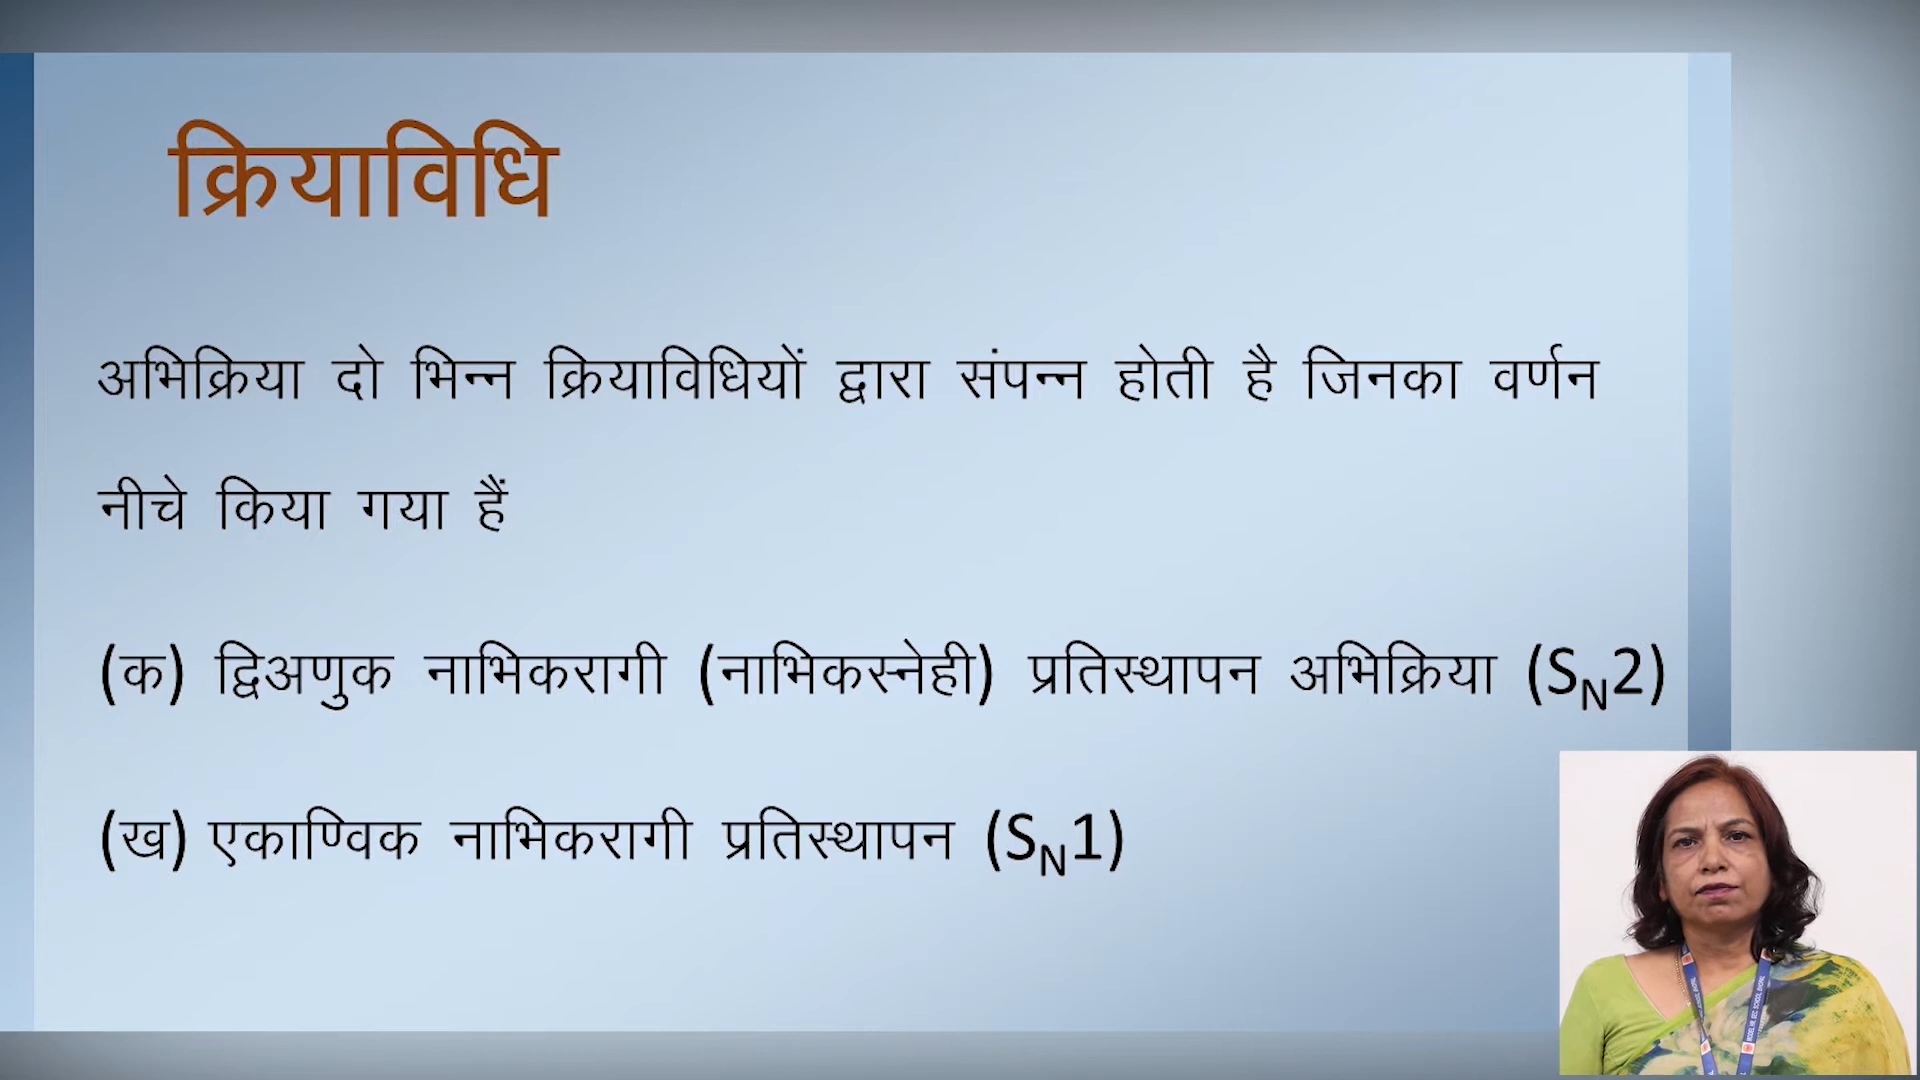 क्रियाविधि
अभिक्रिया दो भिन्न क्रियाविधियों द्वारा संपन्न होती है जिनका वर्णन
नीचे किया गया हैं
(क) द्विअणुक नाभिकरागी (नाभिकस्नेही) प्रतिस्थापन अभिक्रिया (SN2)
(ख) एकाण्विक नाभिकरागी प्रतिस्थापन (SN1)